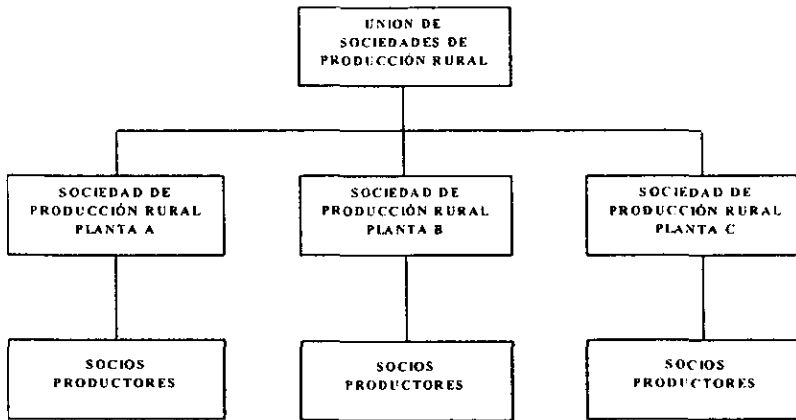 UNION DE
SOCIEDADES DE
PRODUCCIÓN RURAL
SOCIEDAD DE
PRODUCCIÓN RURAL
PLANTA A
SOCIEDAD DE
PRODUCCIÓN RURAL
PLANTA B
SOCIEDAD DE
PRODUCCIÓN RURAL
PLANTA C
SOCIOS
PRODUCTORES
SOCIOS
PRODUCTORES
SOCIOS
PRODUCTORES